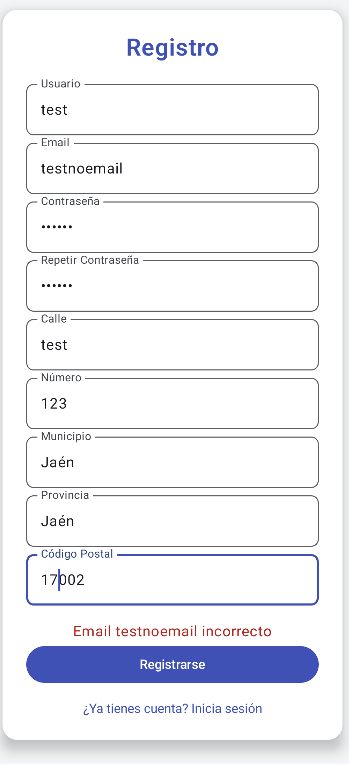 Registro
Usuario
test
Email
testnoemail
Contraseña
••••••
Repetir Contraseña
••••••
Calle
test
Número
123
Municipio
Jaén
Provincia
Jaén
Código Postal
17002
Email testnoemail incorrecto
Registrarse
¿Ya tienes cuenta? Inicia sesión